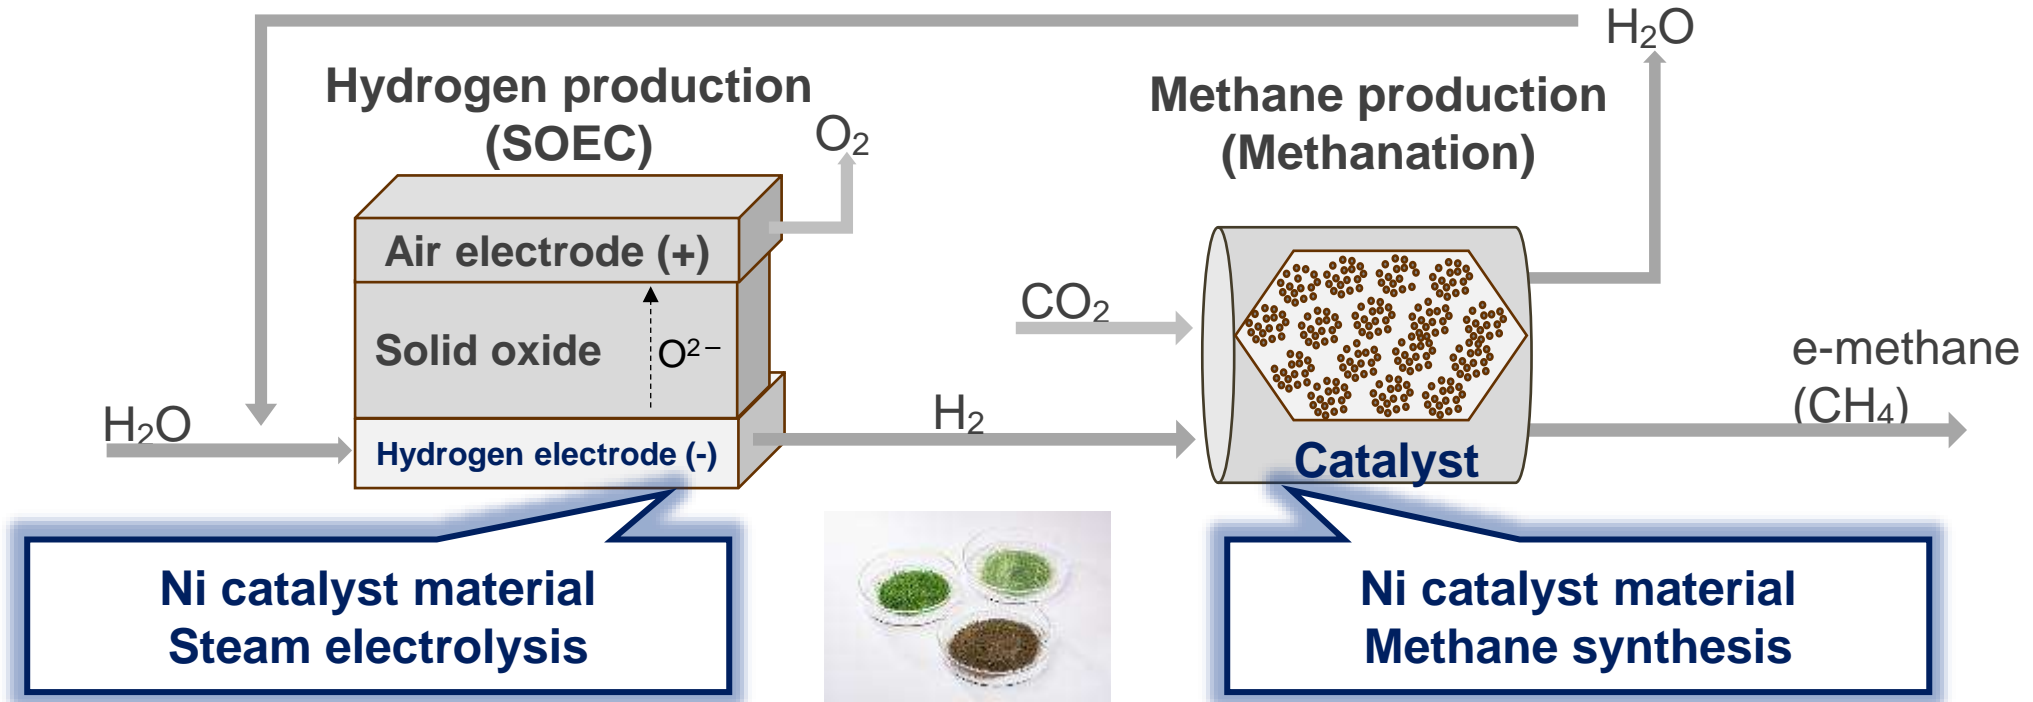 H₂O
Hydrogen production
(SOEC)
O₂
Methane production
(Methanation)
Air electrode (+)
Solid oxide
O²⁻
Hydrogen electrode (-)
H₂O
H₂
CO₂
Catalyst
e-methane
(CH₄)
Ni catalyst material
Steam electrolysis
Ni catalyst material
Methane synthesis